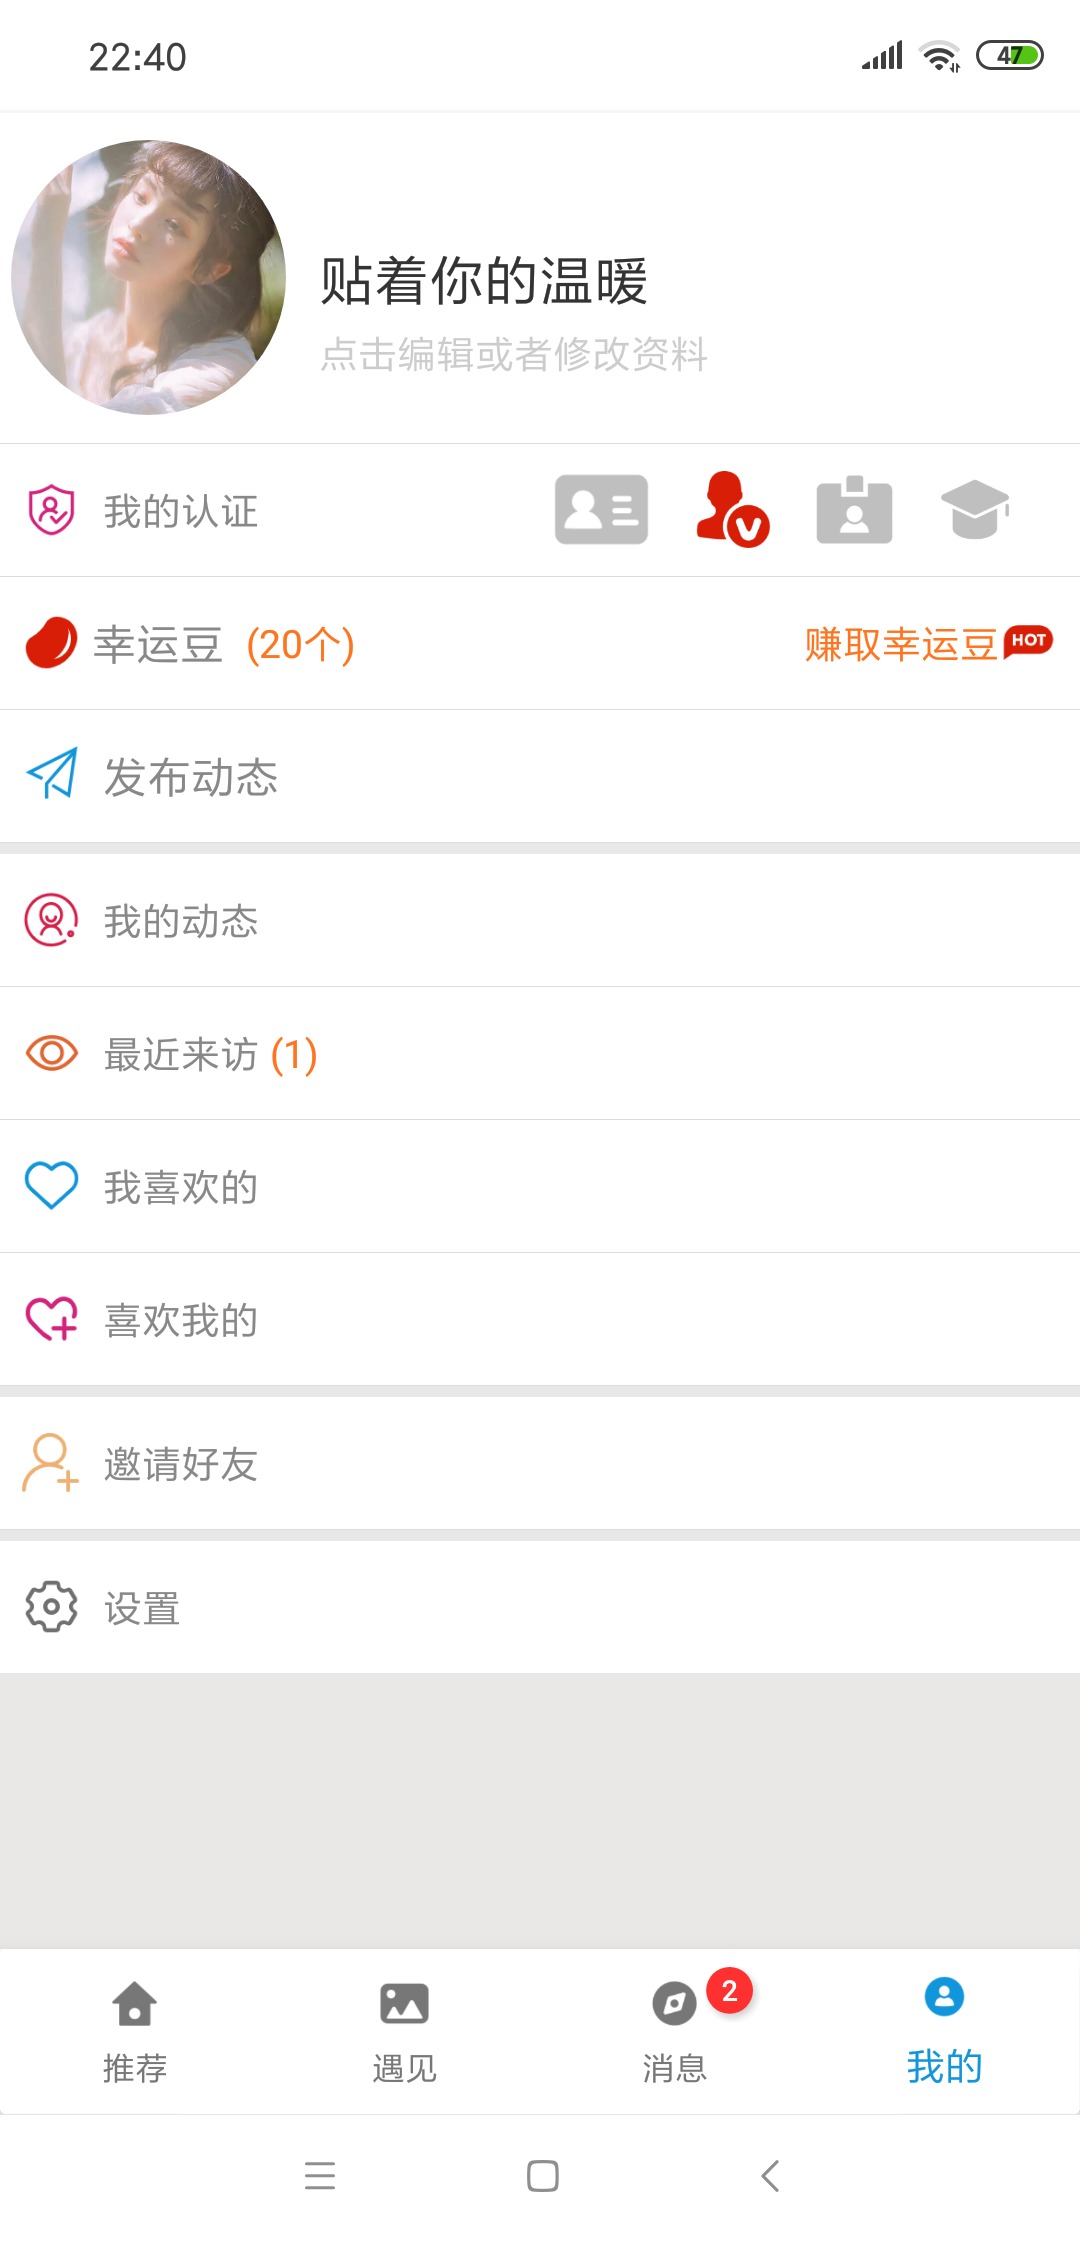 22:40
47
贴着你的温暖
点击编辑或者修改资料
我的认证
幸运豆 (20个)
赚取幸运豆 HOT
发布动态
我的动态
最近来访 (1)
我喜欢的
喜欢我的
邀请好友
设置
2
推荐
遇见
消息
我的